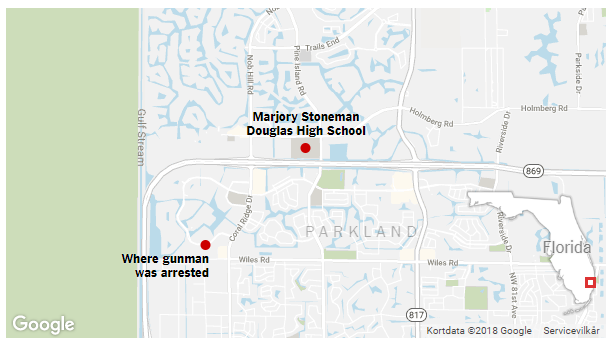 Trails End
Nob Hill Rd
Pine Island Rd
Parkside Dr
Marjory Stoneman
Douglas High School
Holmberg Rd
Holmberg Rd
Riverside Dr
Gulf Stream
869
Coral Ridge Dr
PARKLAND
Riverside Dr
Florida
Where gunman
was arrested
Wiles Rd
Wiles Rd
NW 81st Ave
817
Google
Kortdata ©2018 Google Servicevilkår